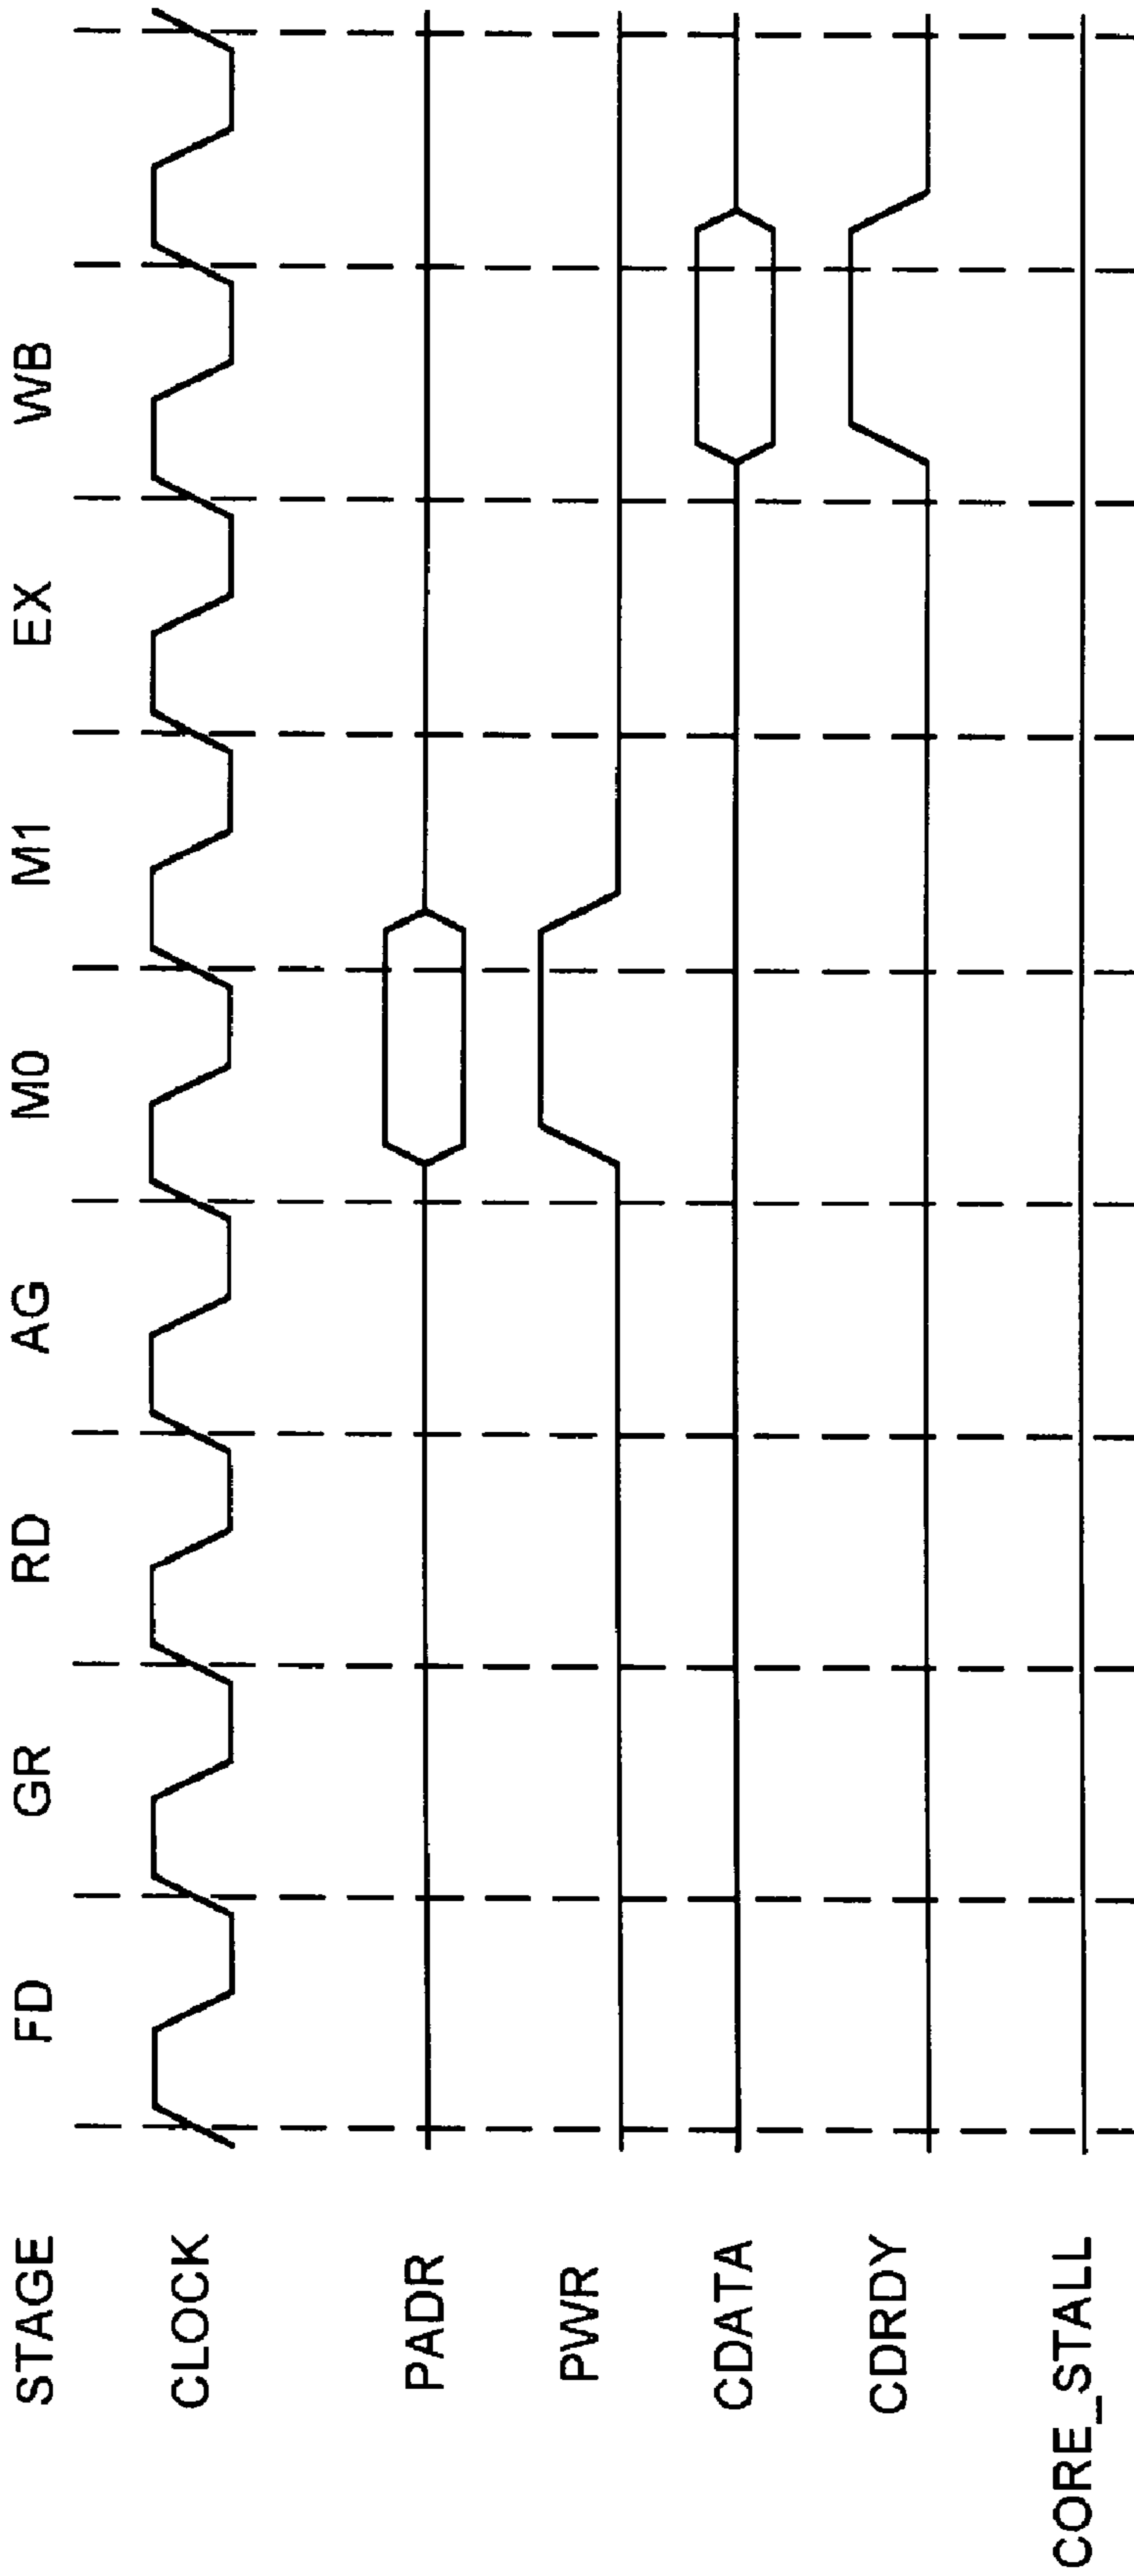 STAGE FD GR RD AG M0 M1 EX WB
CLOCK
PADR
PWR
CDATA
CDRDY
CORE_STALL